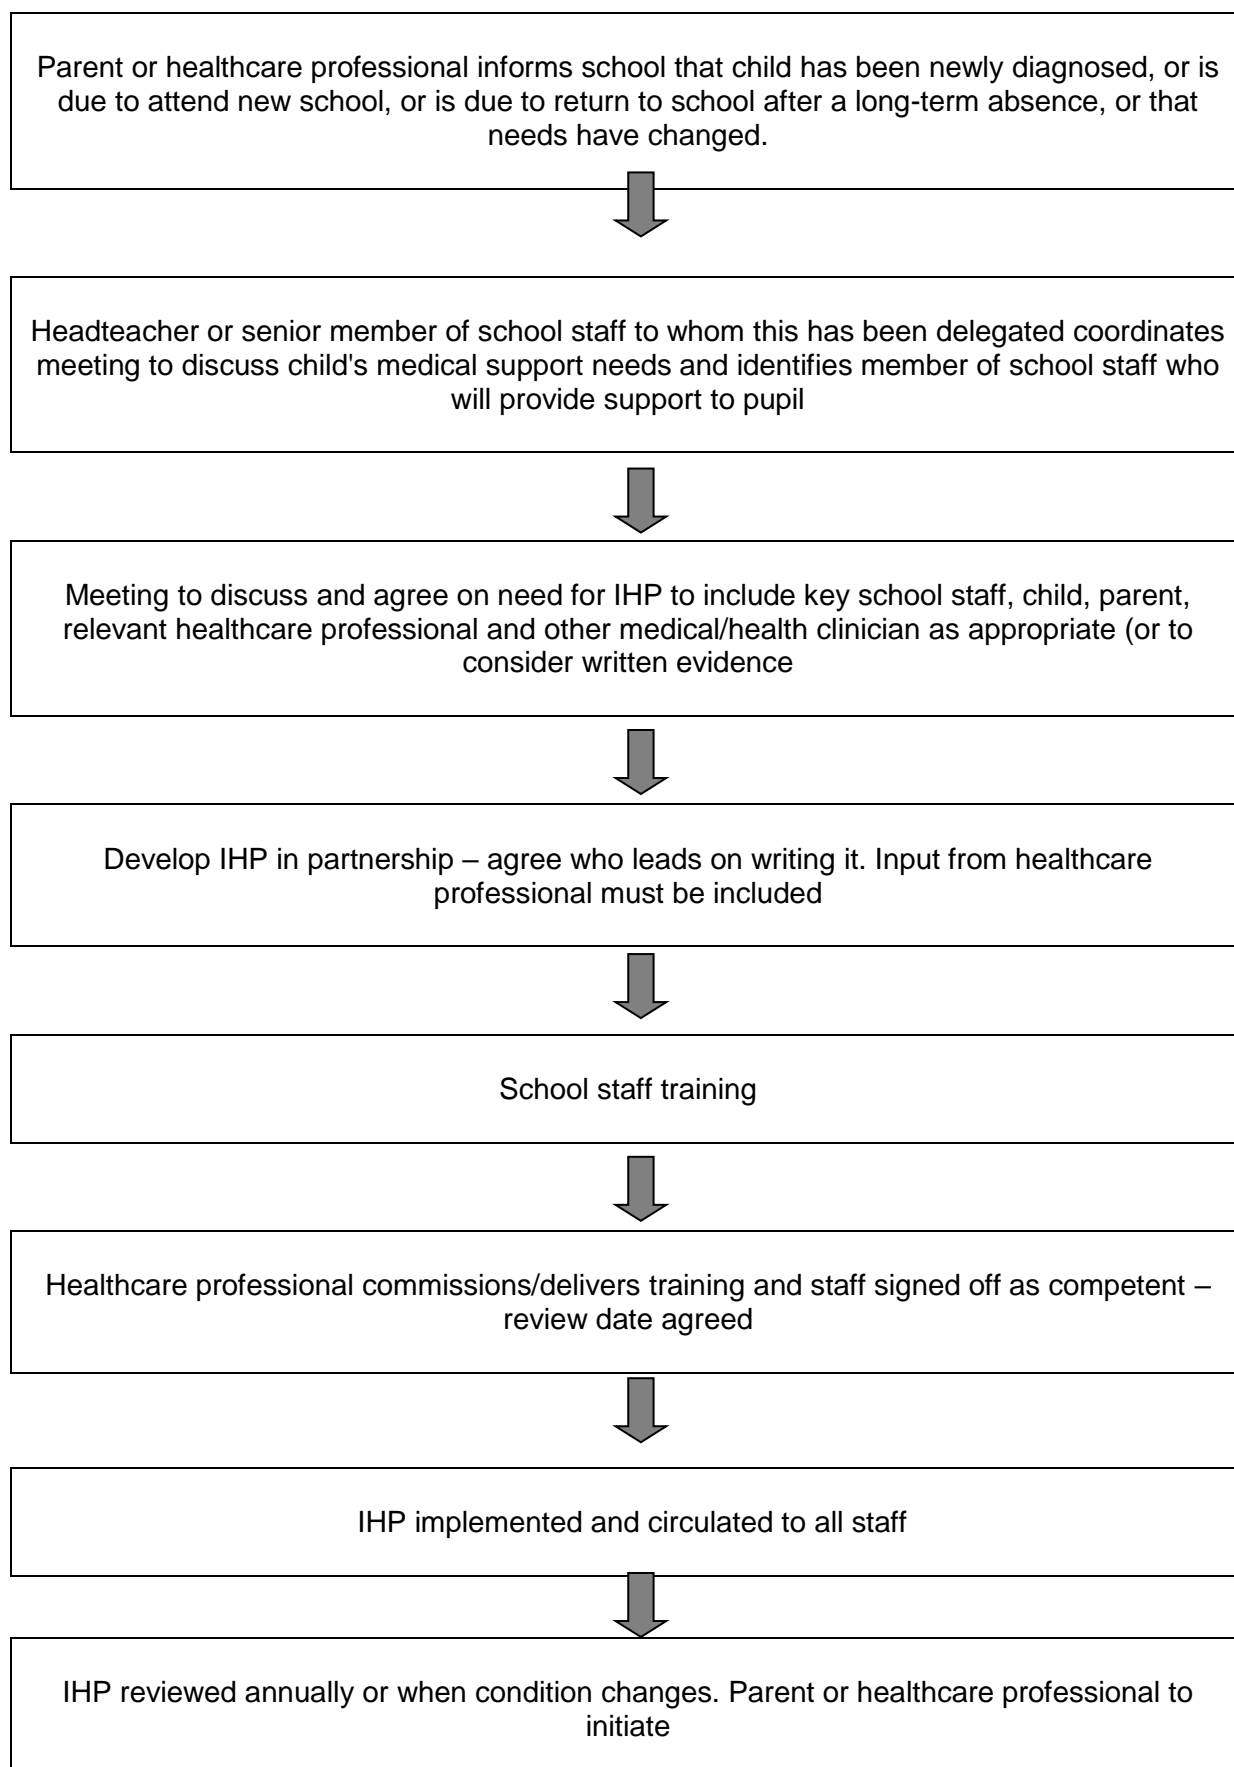 Parent or healthcare professional informs school that child has been newly diagnosed, or is
due to attend new school, or is due to return to school after a long-term absence, or that
needs have changed.
Headteacher or senior member of school staff to whom this has been delegated coordinates
meeting to discuss child's medical support needs and identifies member of school staff who
will provide support to pupil
Meeting to discuss and agree on need for IHP to include key school staff, child, parent,
relevant healthcare professional and other medical/health clinician as appropriate (or to
consider written evidence
Develop IHP in partnership – agree who leads on writing it. Input from healthcare
professional must be included
School staff training
Healthcare professional commissions/delivers training and staff signed off as competent –
review date agreed
IHP implemented and circulated to all staff
IHP reviewed annually or when condition changes. Parent or healthcare professional to
initiate